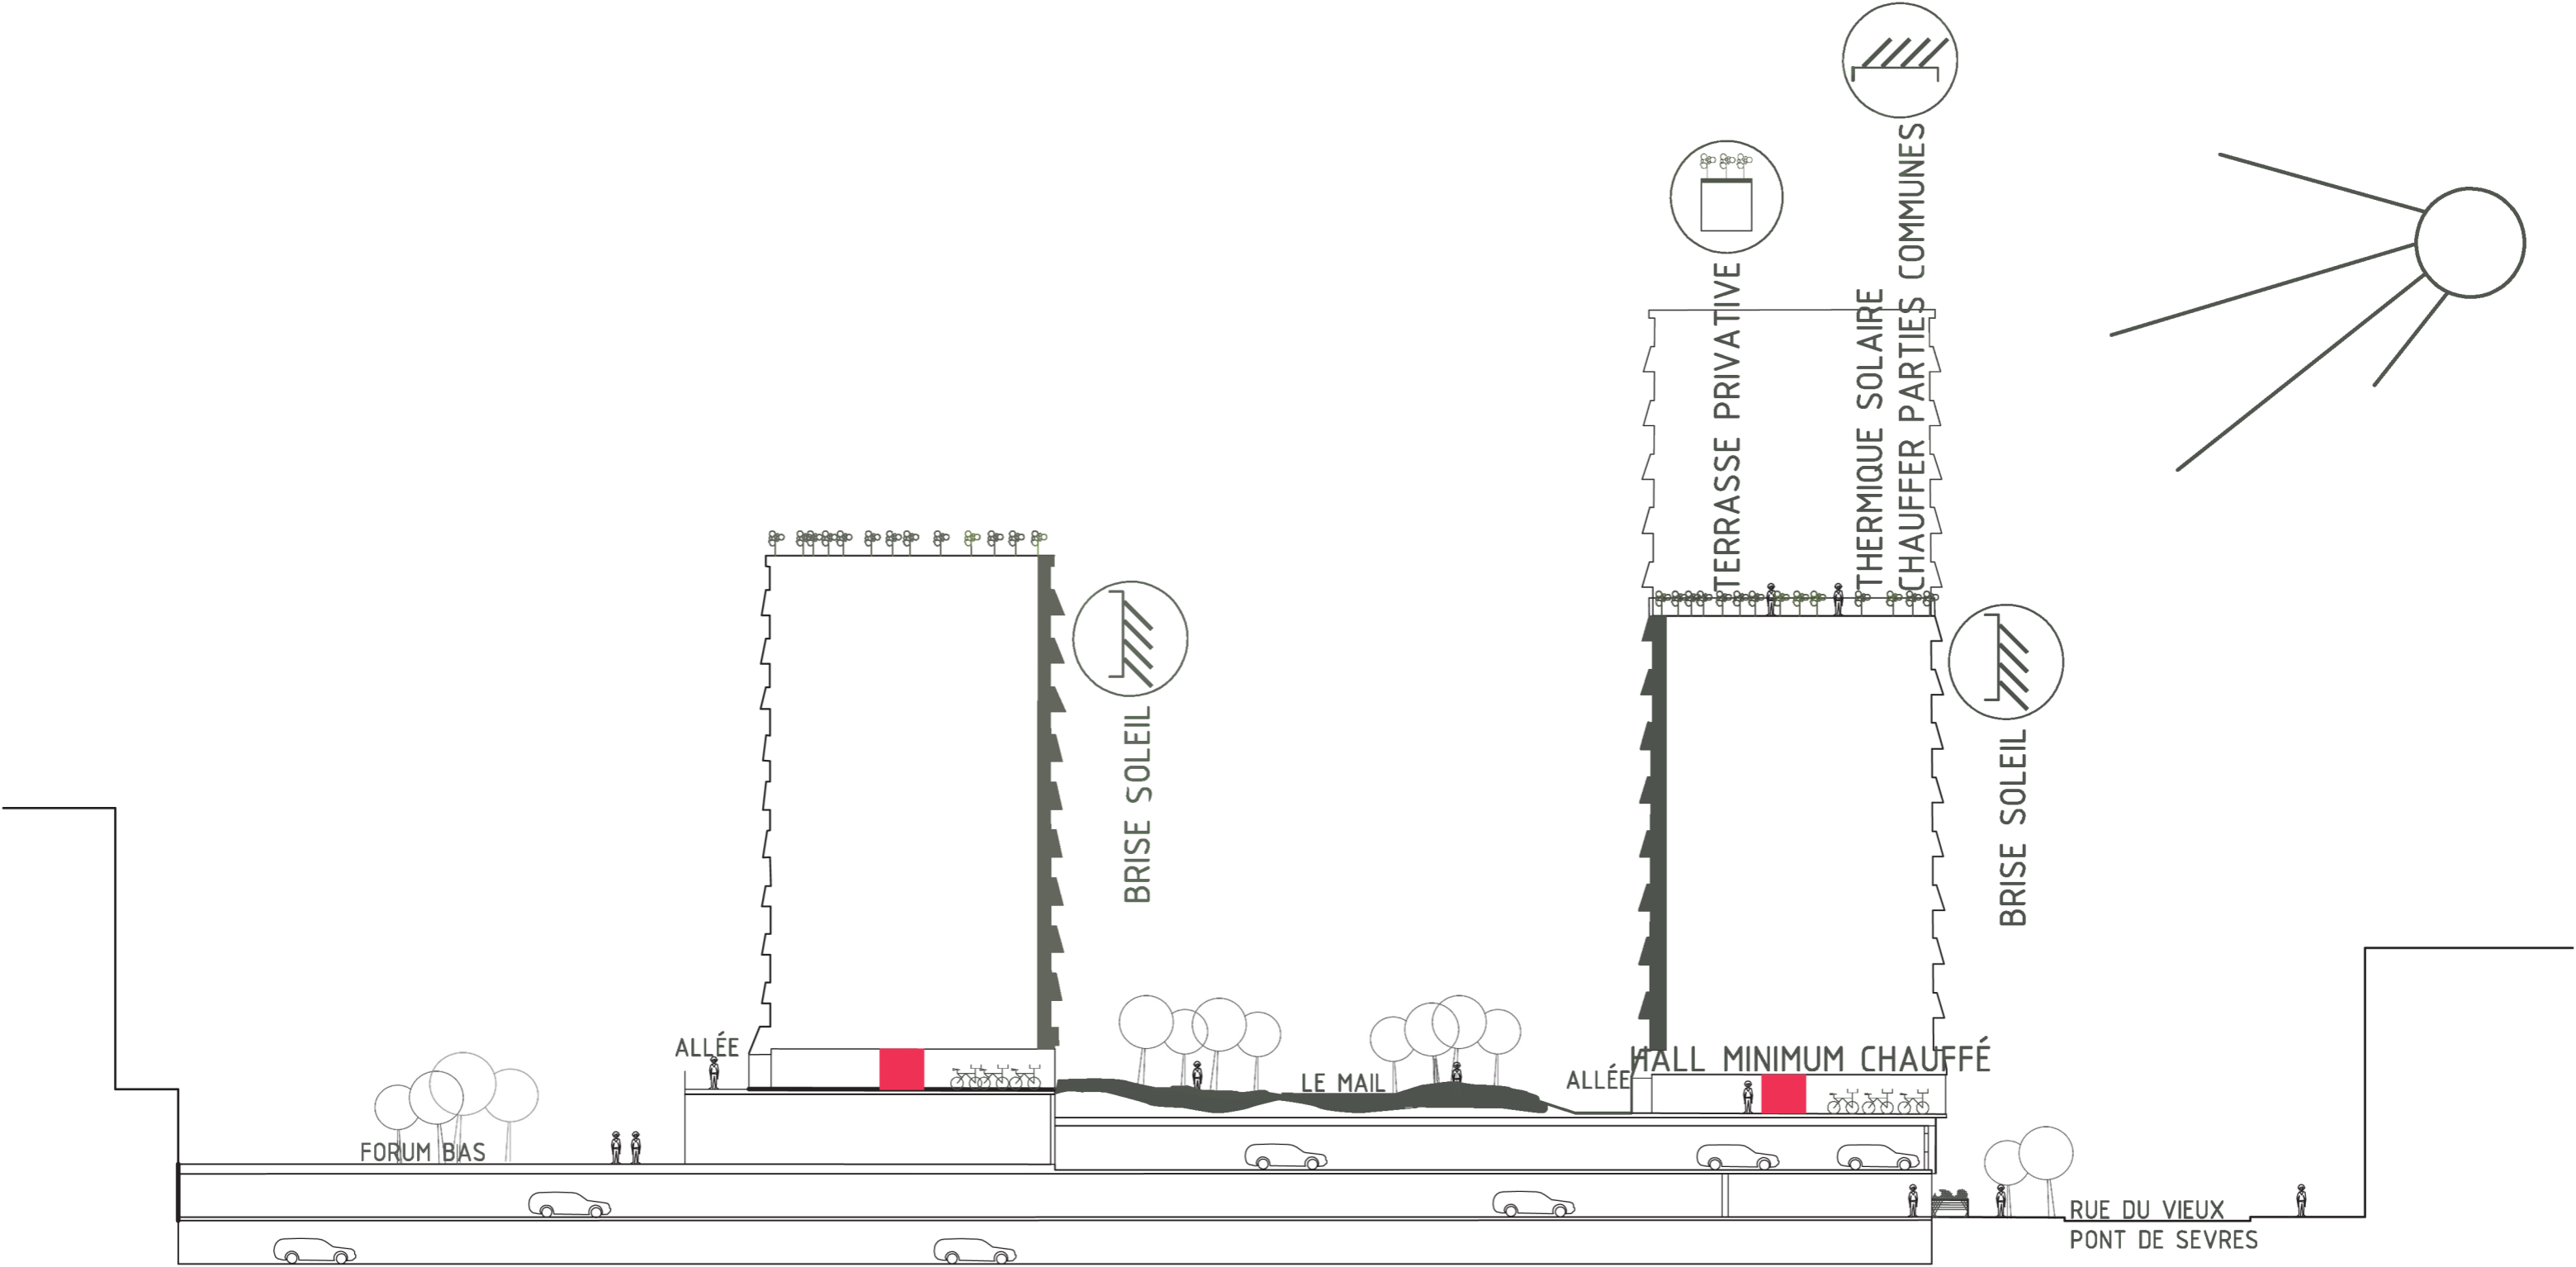 TERRASSE PRIVATIVE
THERMIQUE SOLAIRE
CHAUFFER PARTIES COMMUNES
BRISE SOLEIL
BRISE SOLEIL
ALLÉE
FORUM BAS
LE MAIL
ALLÉE
HALL MINIMUM CHAUFFÉ
RUE DU VIEUX
PONT DE SEVRES